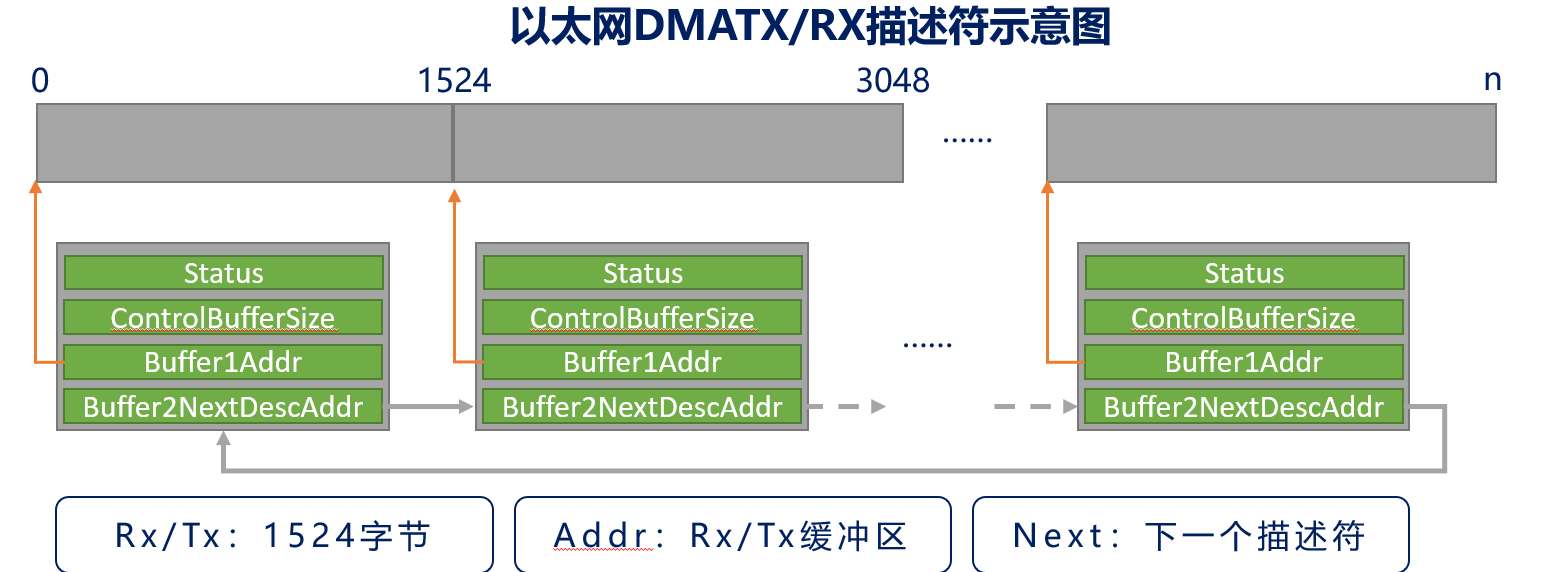 以太网DMATX/RX描述符示意图
0 1524 3048 n
......
Status Status Status
ControlBufferSize ControlBufferSize ControlBufferSize
......
Buffer1Addr Buffer1Addr Buffer1Addr
Buffer2NextDescAddr Buffer2NextDescAddr Buffer2NextDescAddr
Rx/Tx：1524字节 Addr：Rx/Tx缓冲区 Next：下一个描述符